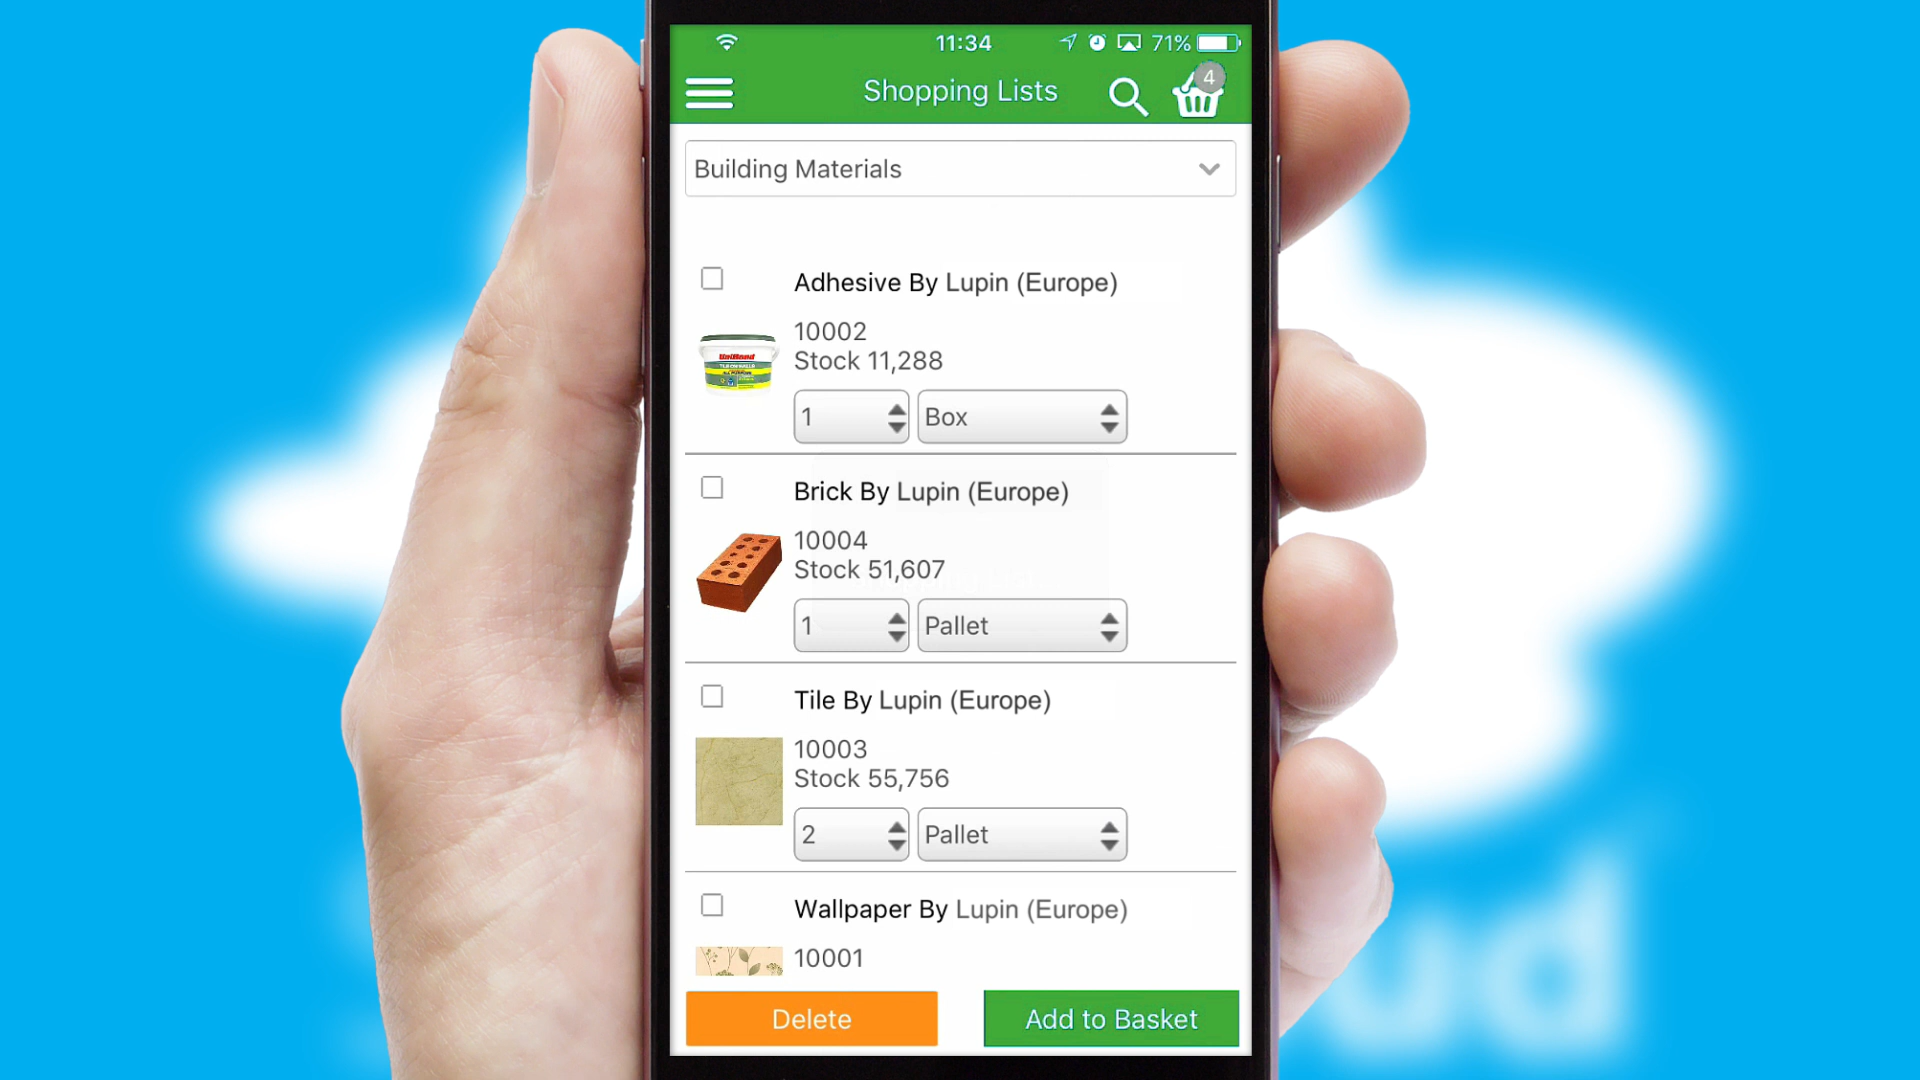 11:34
71%
Shopping Lists
4
Building Materials
Adhesive By Lupin (Europe)
10002
Stock 11,288
UniBond
1
Box
Brick By Lupin (Europe)
10004
Stock 51,607
1
Pallet
Tile By Lupin (Europe)
10003
Stock 55,756
2
Pallet
Wallpaper By Lupin (Europe)
10001
Delete
Add to Basket
ud